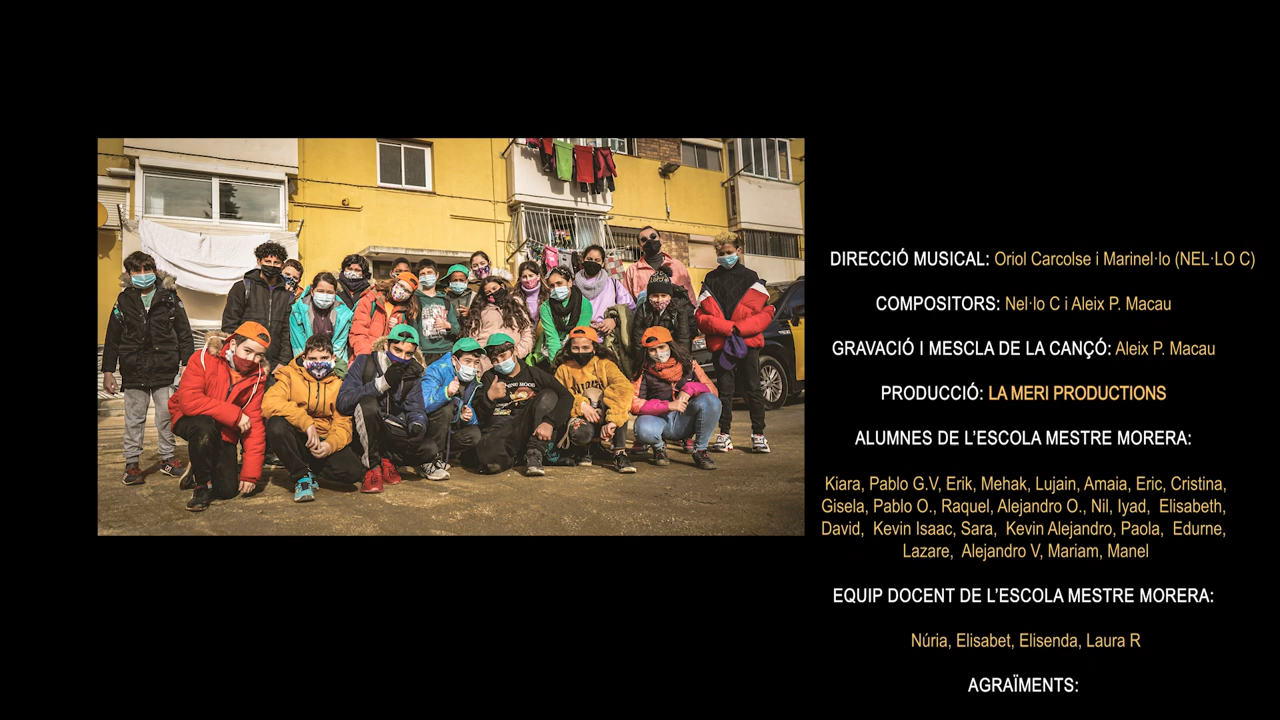 DIRECCIÓ MUSICAL: Oriol Carcolse i Marinel·lo (NEL·LO C)
COMPOSITORS: Nel·lo C i Aleix P. Macau
GRAVACIÓ I MESCLA DE LA CANÇÓ: Aleix P. Macau
PRODUCCIÓ: LA MERI PRODUCTIONS
ALUMNES DE L'ESCOLA MESTRE MORERA:
Kiara, Pablo G.V, Erik, Mehak, Lujain, Amaia, Eric, Cristina,
Gisela, Pablo O., Raquel, Alejandro O., Nil, Iyad, Elisabeth,
David, Kevin Isaac, Sara, Kevin Alejandro, Paola, Edurne,
Lazare, Alejandro V, Mariam, Manel
EQUIP DOCENT DE L'ESCOLA MESTRE MORERA:
Núria, Elisabet, Elisenda, Laura R
AGRAÏMENTS: